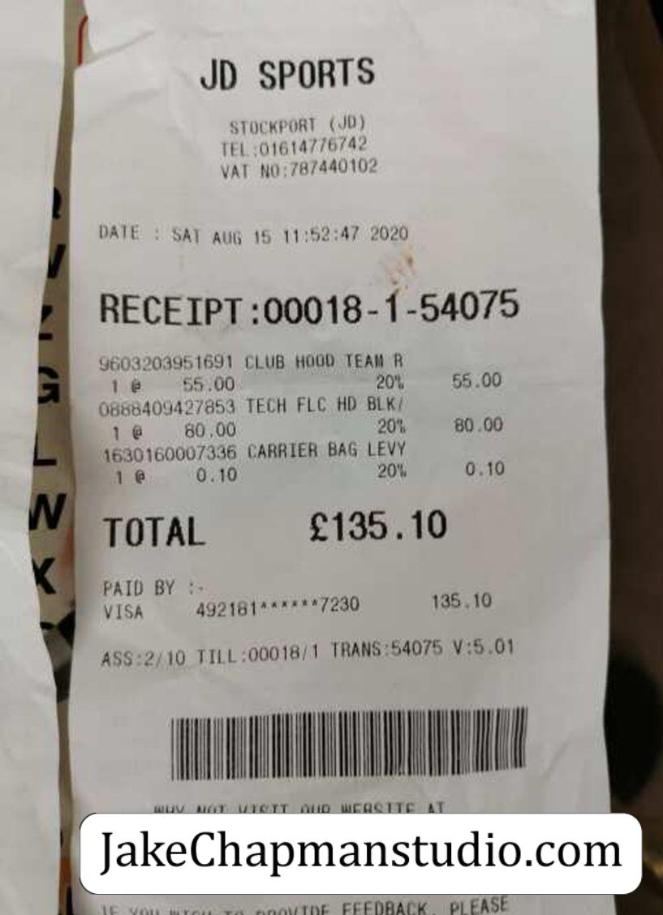 JD SPORTS
STOCKPORT (JD)
TEL:01614776742
VAT NO:787440102
DATE : SAT AUG 15 11:52:47 2020
RECEIPT:00018-1-54075
9603203951691 CLUB HOOD TEAM R
1 @ 55.00 20% 55.00
0888409427853 TECH FLC HD BLK/
1 @ 80.00 20% 80.00
1630160007336 CARRIER BAG LEVY
1 @ 0.10 20% 0.10
TOTAL £135.10
PAID BY :-
VISA 492181******7230 135.10
ASS:2/10 TILL:00018/1 TRANS:54075 V:5.01
WHY NOT VISIT OUR WEBSITE AT
JakeChapmanstudio.com
IF YOU WISH TO PROVIDE FEEDBACK, PLEASE
V
Z
G
L
W
X